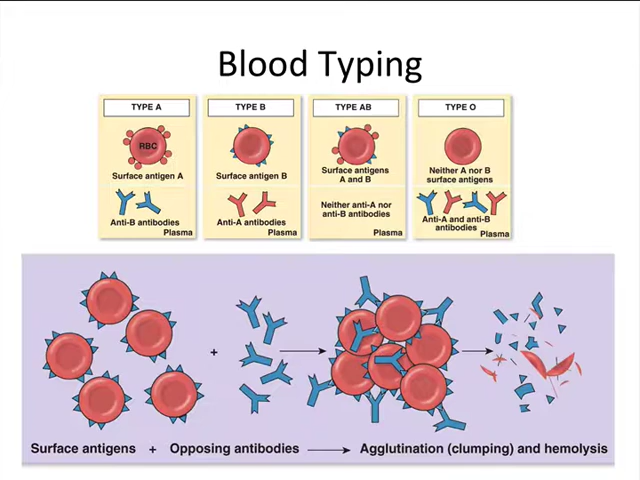 Blood Typing
TYPE A
RBC
Surface antigen A
Anti-B antibodies
Plasma
TYPE B
Surface antigen B
Anti-A antibodies
Plasma
TYPE AB
Surface antigens
A and B
Neither anti-A nor
anti-B antibodies
Plasma
TYPE O
Neither A nor B
surface antigens
Anti-A and anti-B
antibodies
Plasma
+
Surface antigens + Opposing antibodies Agglutination (clumping) and hemolysis